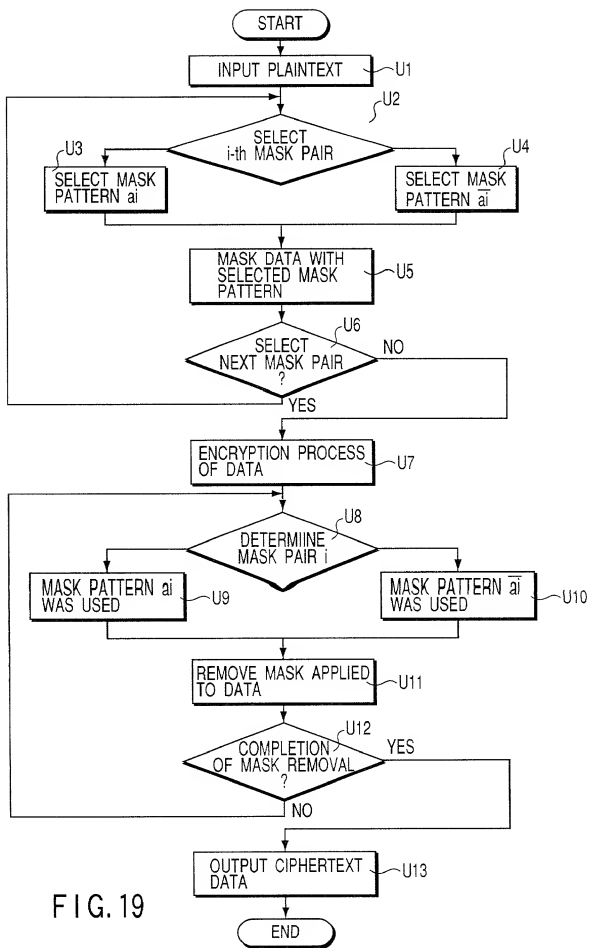 START
INPUT PLAINTEXT
U1
U2
SELECT
i-th MASK PAIR
U3
SELECT MASK
PATTERN ai
U4
SELECT MASK
PATTERN a̅i̅
MASK DATA WITH
SELECTED MASK
PATTERN
U5
U6
SELECT
NEXT MASK PAIR
?
NO
YES
ENCRYPTION PROCESS
OF DATA
U7
U8
DETERMIINE
MASK PAIR i
MASK PATTERN ai
WAS USED
U9
MASK PATTERN a̅i̅
WAS USED
U10
REMOVE MASK APPLIED
TO DATA
U11
U12
COMPLETION
OF MASK REMOVAL
?
YES
NO
OUTPUT CIPHERTEXT
DATA
U13
FIG.19
END